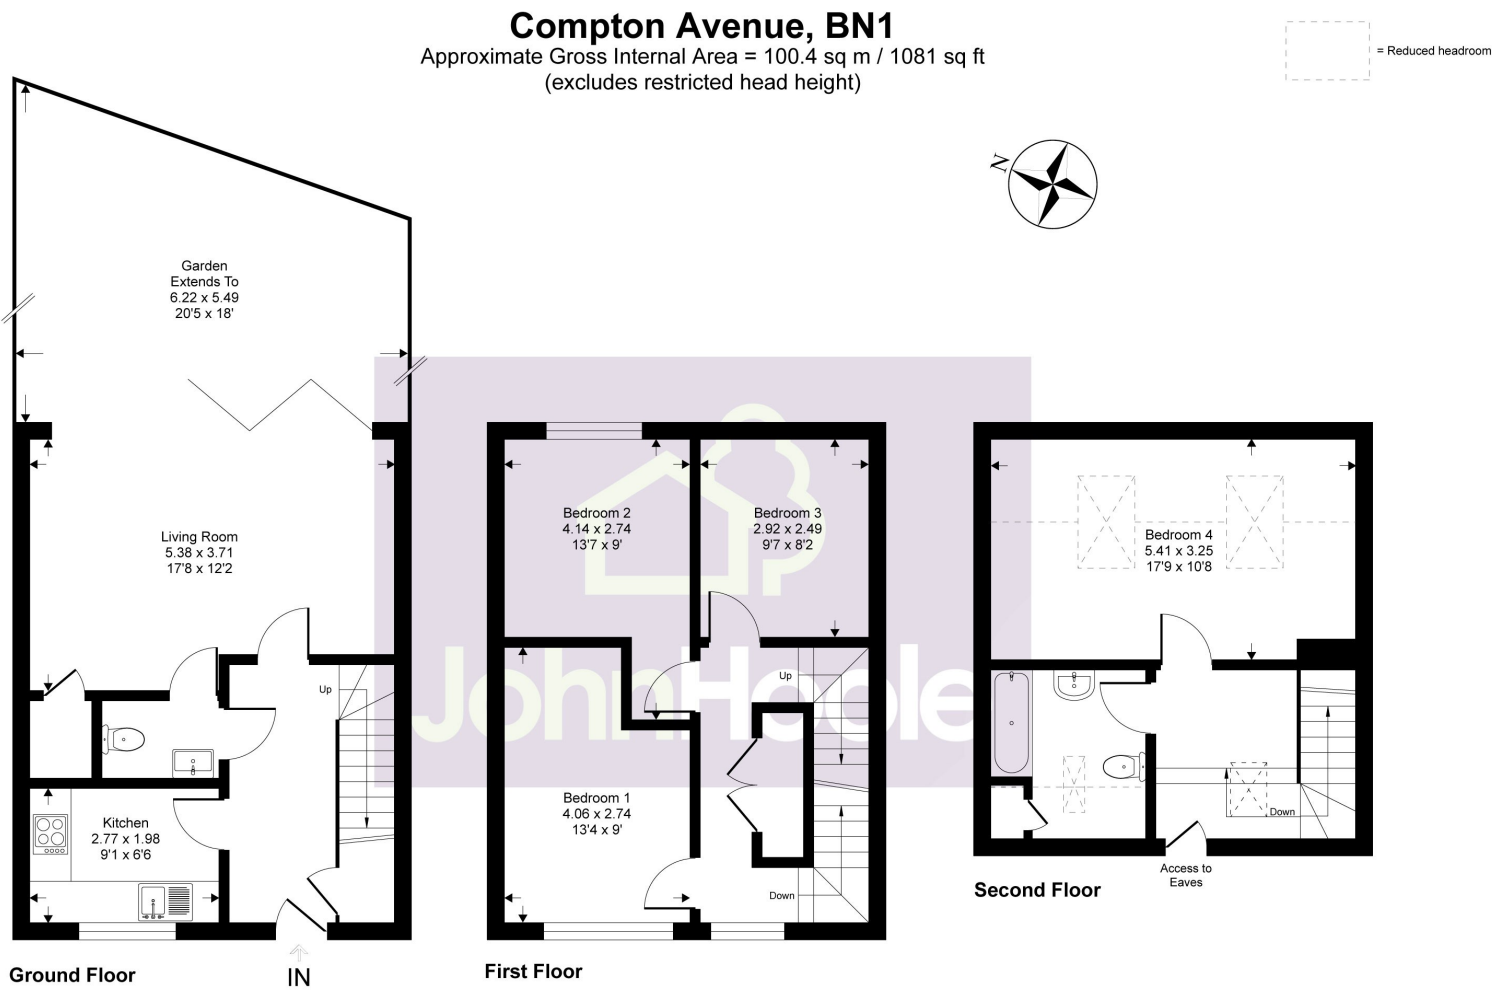 Compton Avenue, BN1
Approximate Gross Internal Area = 100.4 sq m / 1081 sq ft
(excludes restricted head height)
= Reduced headroom
N
Garden
Extends To
6.22 x 5.49
20'5 x 18'
Living Room
5.38 x 3.71
17'8 x 12'2
Up
Kitchen
2.77 x 1.98
9'1 x 6'6
IN
Ground Floor
Bedroom 2
4.14 x 2.74
13'7 x 9'
Bedroom 3
2.92 x 2.49
9'7 x 8'2
Up
JohnHoole
Bedroom 1
4.06 x 2.74
13'4 x 9'
Down
First Floor
Bedroom 4
5.41 x 3.25
17'9 x 10'8
Down
Access to
Eaves
Second Floor